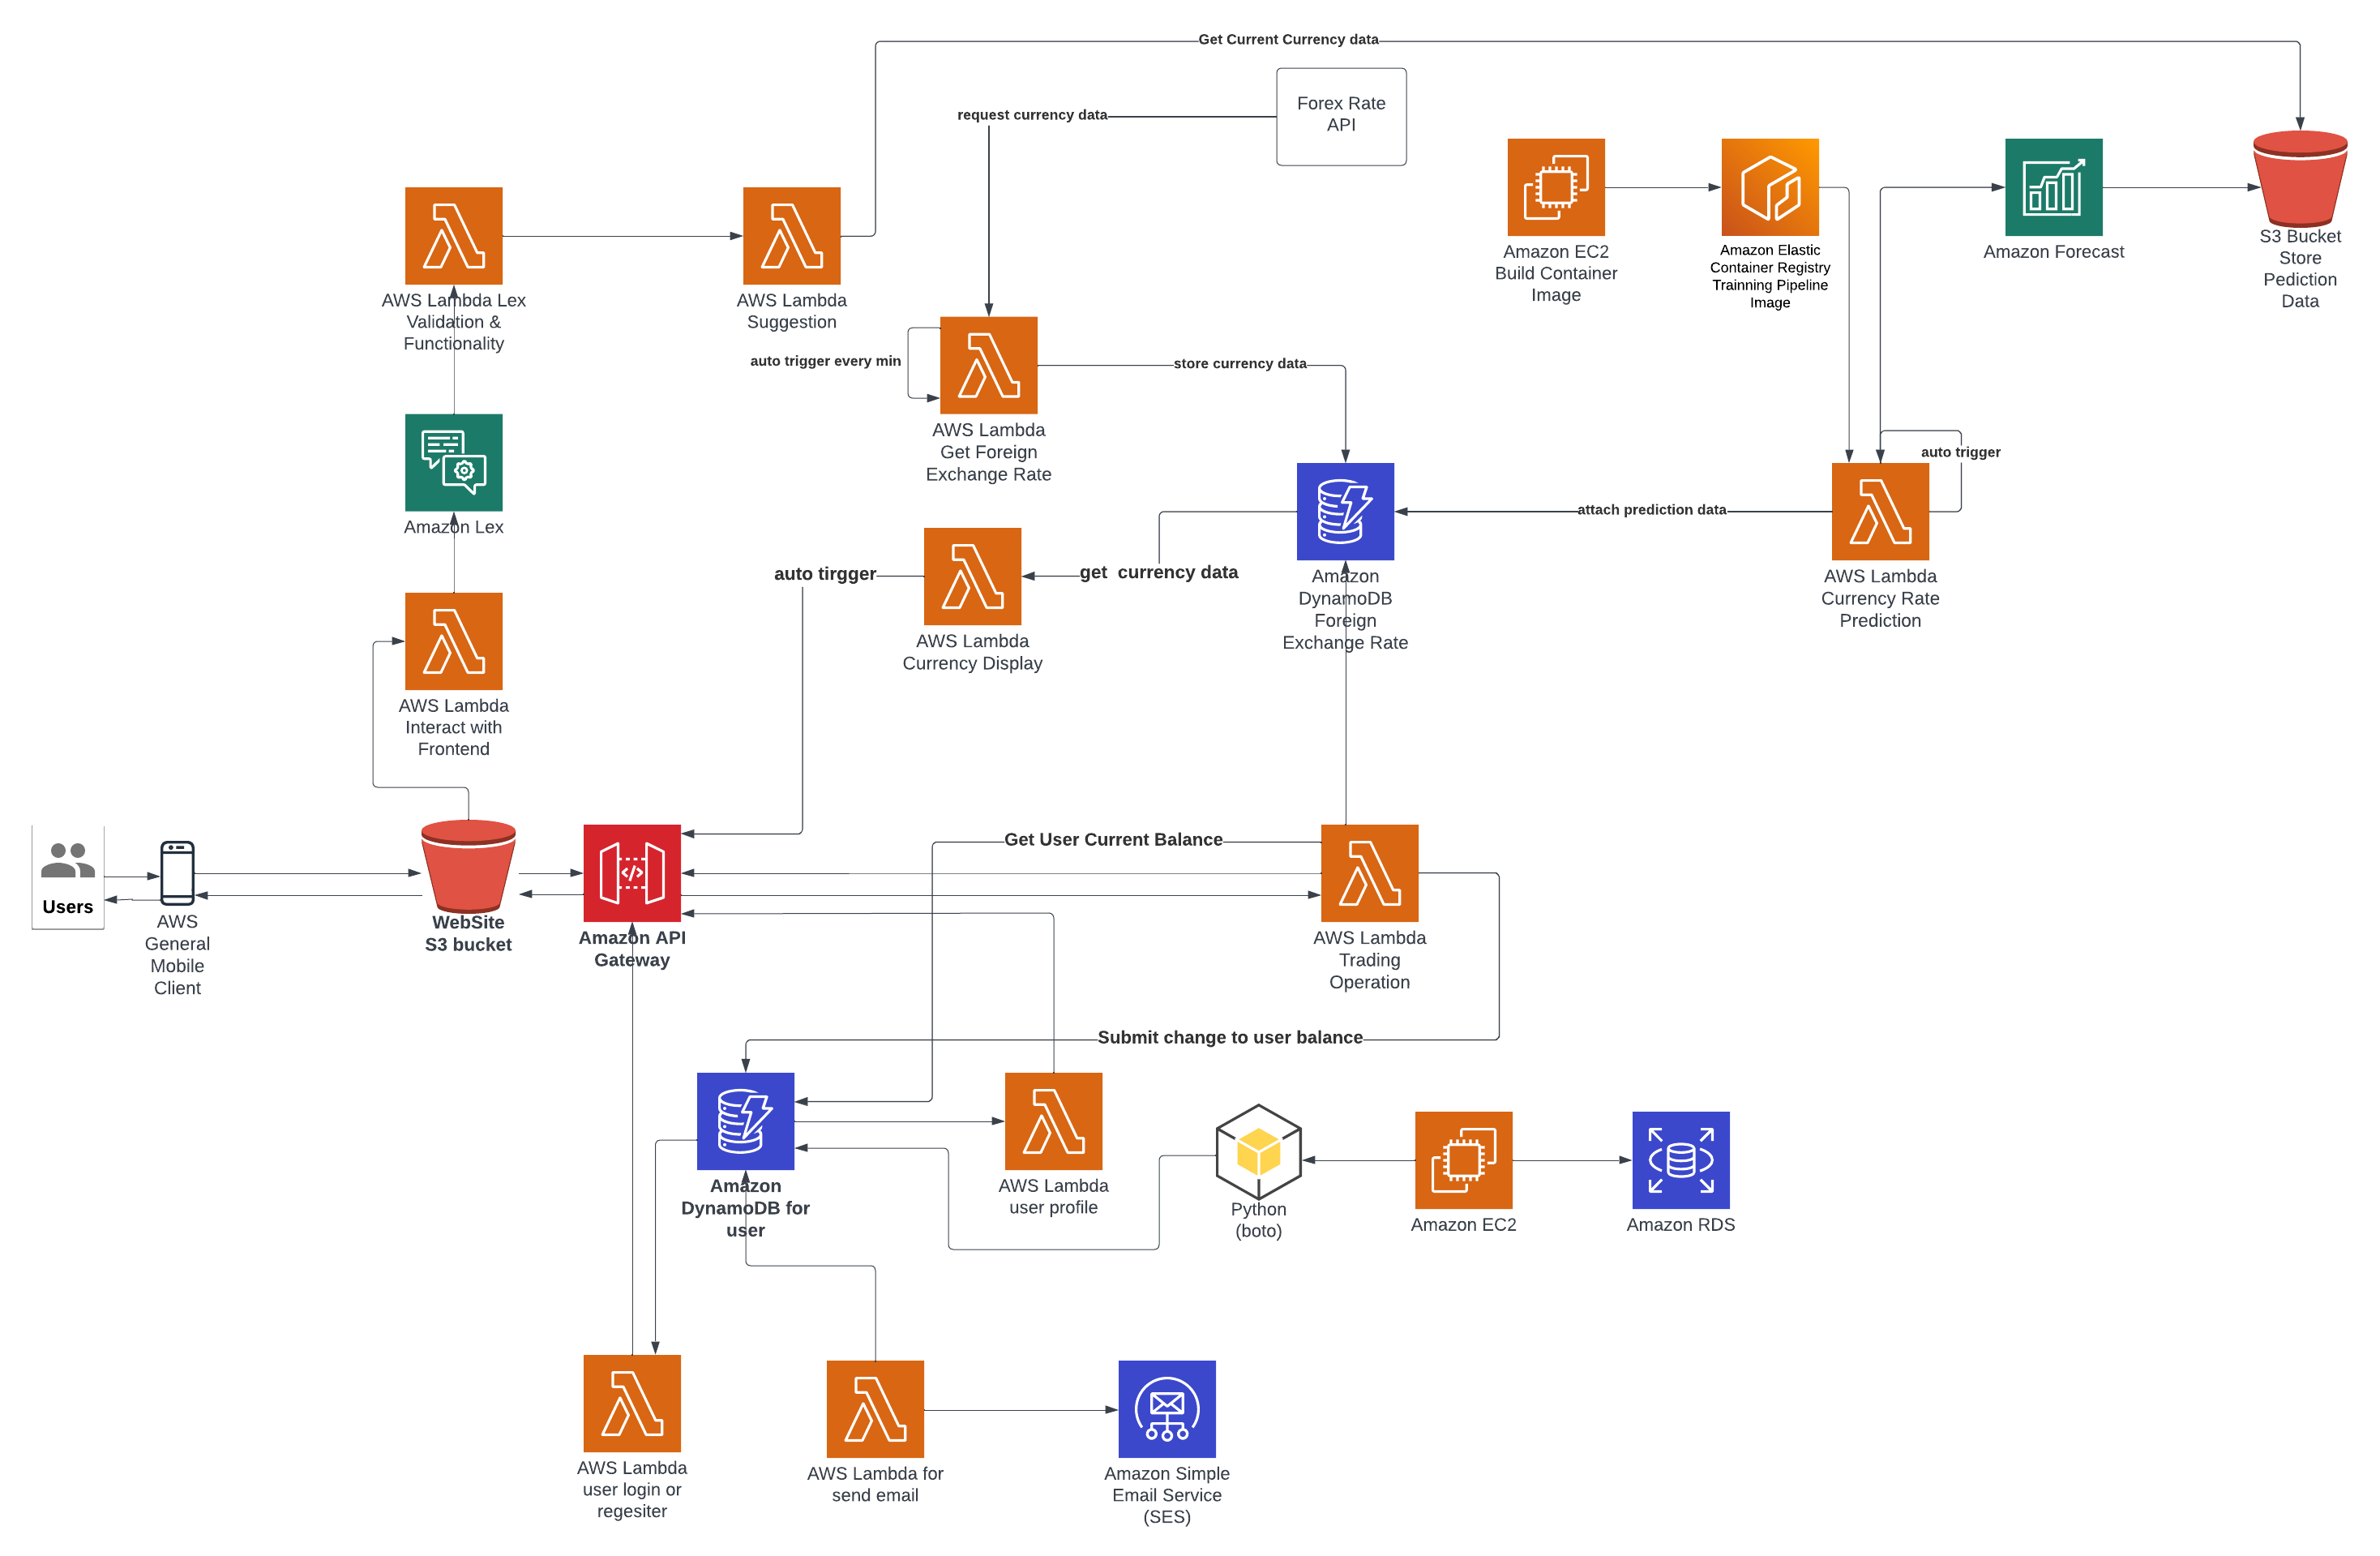 Get Current Currency data
Forex Rate
API
request currency data
Amazon EC2
Build Container
Image
Amazon Elastic
Container Registry
Trainning Pipeline
Image
Amazon Forecast
S3 Bucket
Store
Pediction
Data
AWS Lambda Lex
Validation &
Functionality
AWS Lambda
Suggestion
auto trigger every min
store currency data
AWS Lambda
Get Foreign
Exchange Rate
auto trigger
Amazon Lex
attach prediction data
auto tirgger
get  currency data
Amazon
DynamoDB
Foreign
Exchange Rate
AWS Lambda
Currency Rate
Prediction
AWS Lambda
Currency Display
AWS Lambda
Interact with
Frontend
Get User Current Balance
Users
AWS
General
Mobile
Client
WebSite
S3 bucket
Amazon API
Gateway
AWS Lambda
Trading
Operation
Submit change to user balance
Amazon
DynamoDB for
user
AWS Lambda
user profile
Python
(boto)
Amazon EC2
Amazon RDS
AWS Lambda
user login or
regesiter
AWS Lambda for
send email
Amazon Simple
Email Service
(SES)